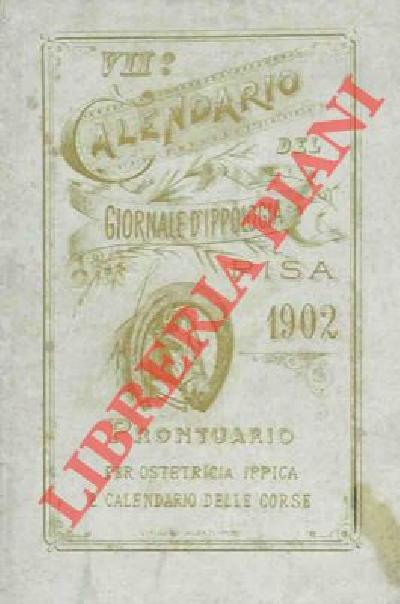 VII°
CALENDARIO
DEL
GIORNALE D'IPPOLOGIA
PISA
1902
PRONTUARIO
PER OSTETRICIA IPPICA
E CALENDARIO DELLE CORSE
LIBRERIA PIANI